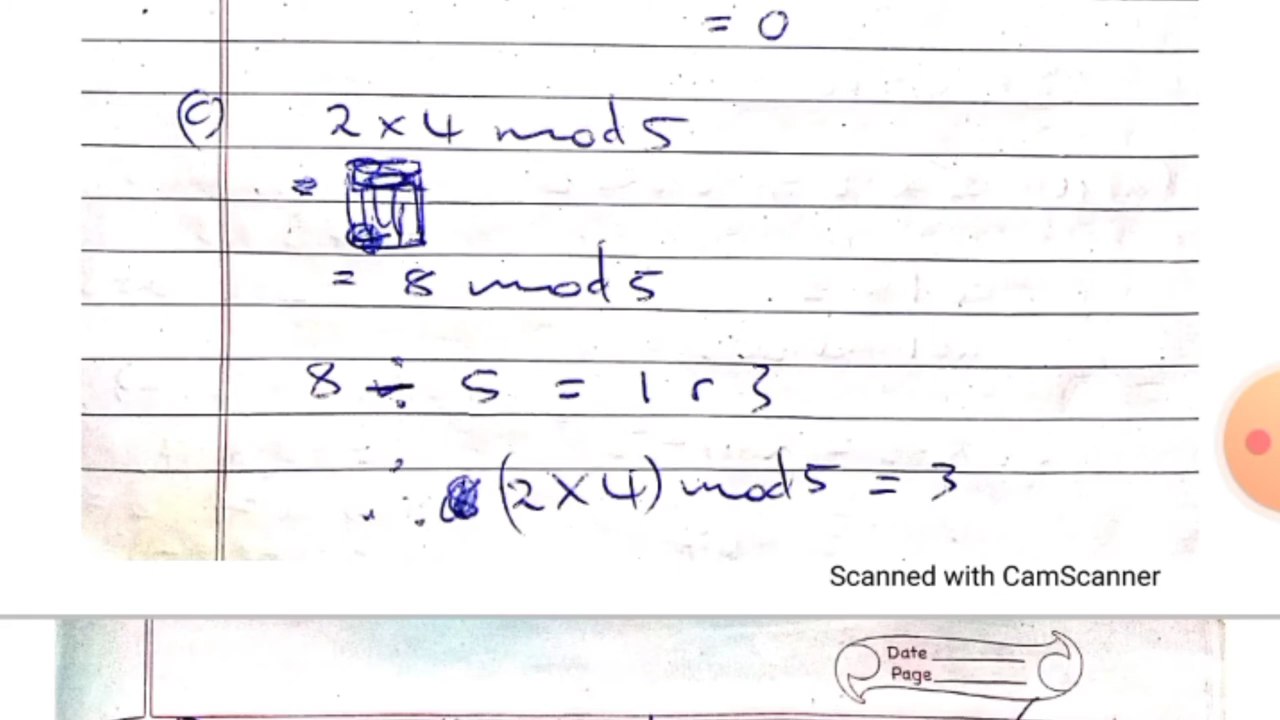 = 0
(c) 2 × 4 mod 5
=
= 8 mod 5
8 ÷ 5 = 1 r 3
∴ (2 × 4) mod 5 = 3
Scanned with CamScanner
Date
Page